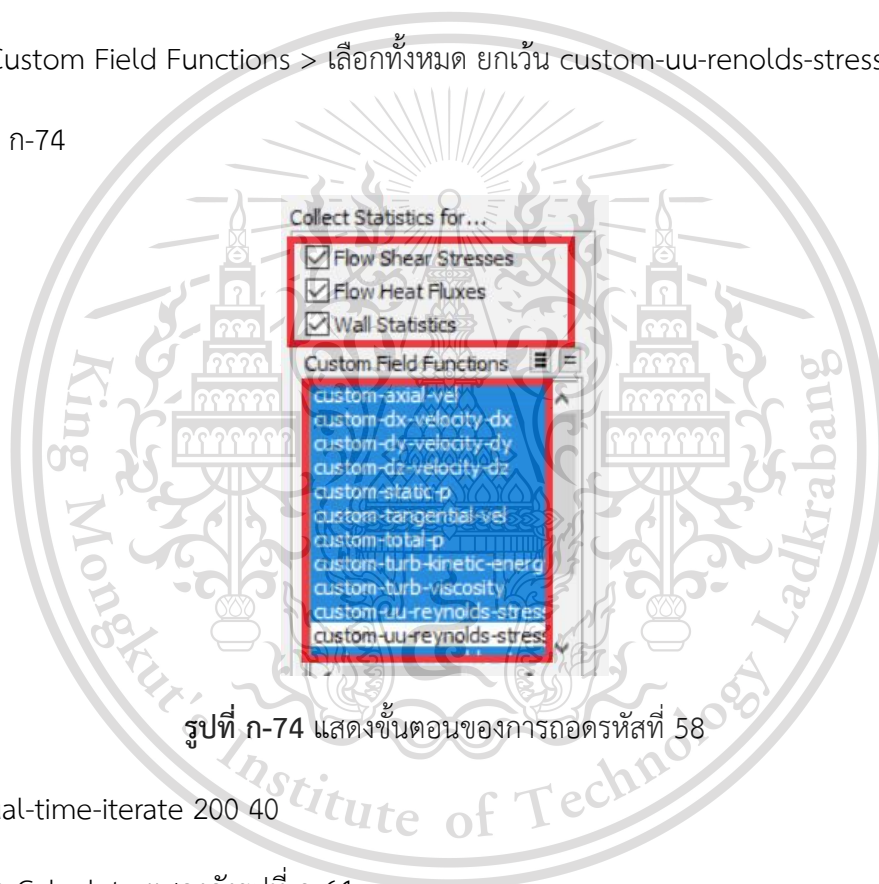 Custom Field Functions > เลือกทั้งหมด ยกเว้น custom-uu-renolds-stress
ก-74
Collect Statistics for...
Flow Shear Stresses
Flow Heat Fluxes
Wall Statistics
Custom Field Functions
custom-axial-vel
custom-dx-velocity-dx
custom-dy-velocity-dy
custom-dz-velocity-dz
custom-static-p
custom-tangential-vel
custom-total-p
custom-turb-kinetic-energ
custom-turb-viscosity
custom-uu-reynolds-stress
custom-uu-reynolds-stress
รูปที่ ก-74 แสดงขั้นตอนของการถอดรหัสที่ 58
al-time-iterate 200 40
King Mongkut's Institute of Technology Ladkrabang